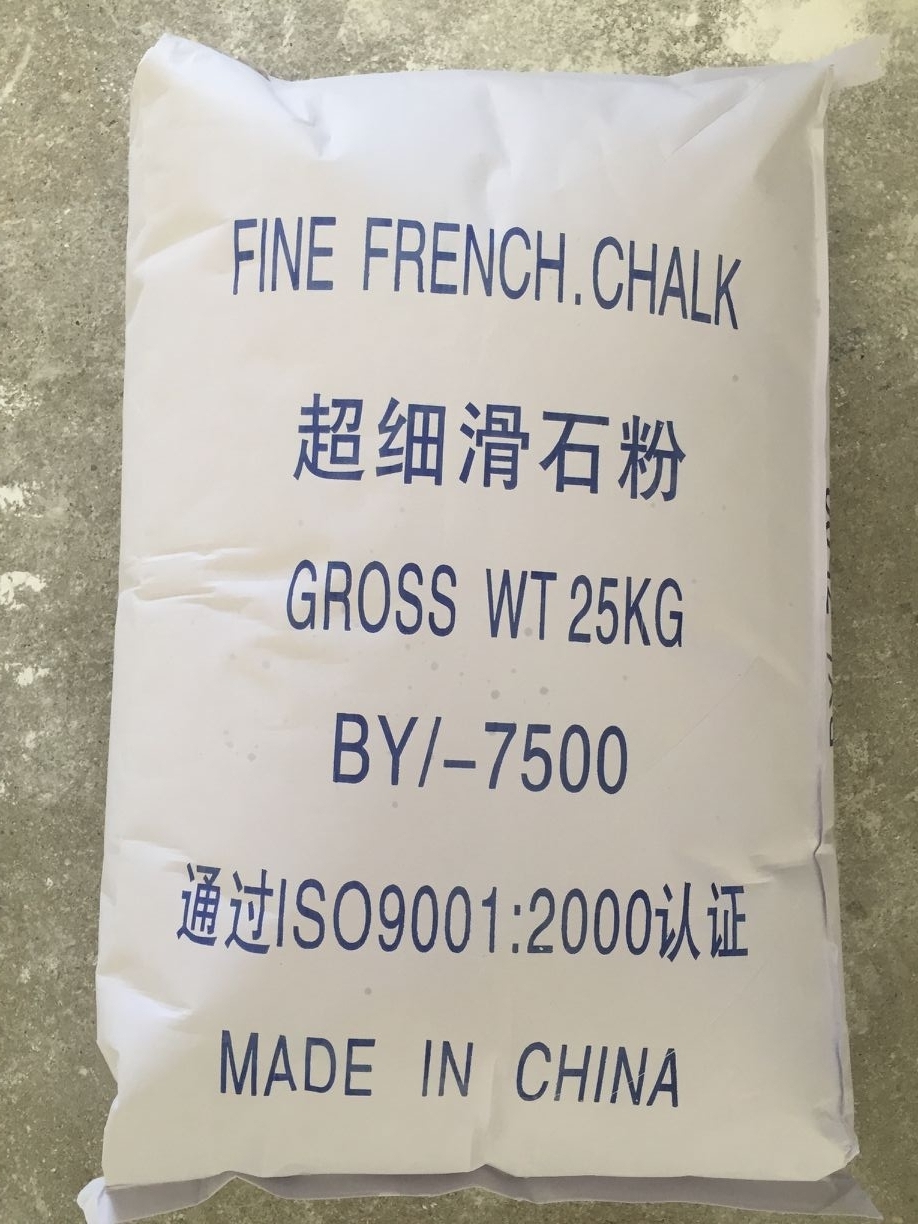 FINE FRENCH.CHALK
超细滑石粉
GROSS WT 25KG
BY/-7500
通过ISO9001:2000认证
MADE IN CHINA